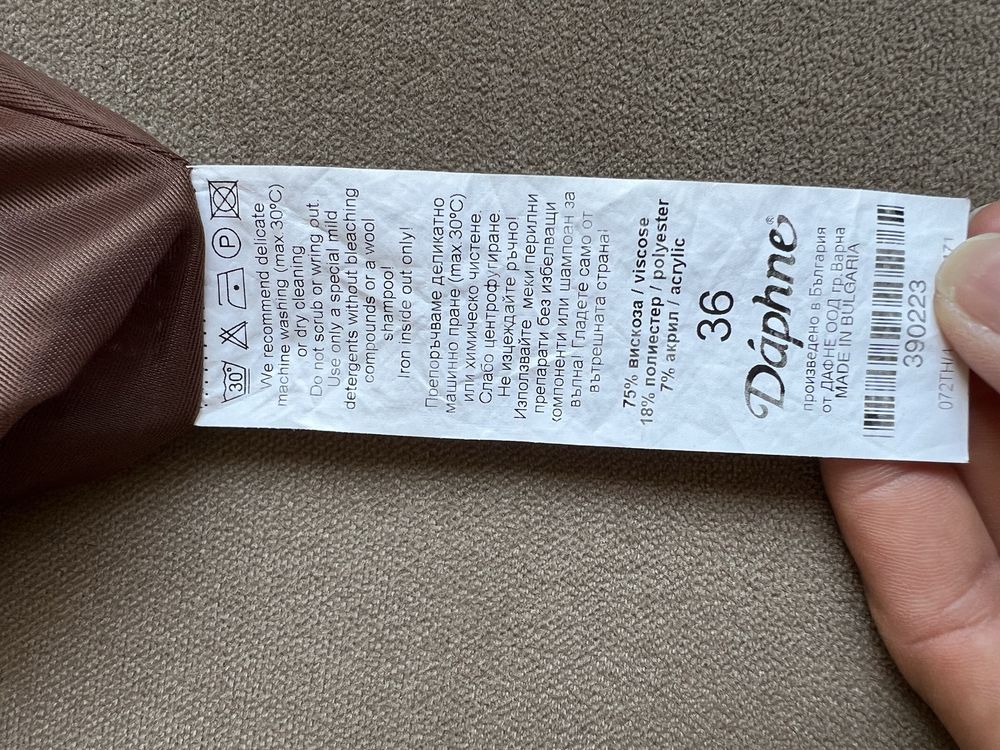 30°
P
We recommend delicate
machine washing (max 30ºC)
or dry cleaning
Do not scrub or wring out.
Use only a special mild
detergents without bleaching
compounds or a wool
shampoo!
Iron inside out only!
Препоръчваме деликатно
машинно пране (max 30ºC)
или химическо чистене.
Слабо центрофугиране.
Не изцеждайте ръчно!
Използвайте меки перилни
препарати без избелващи
компоненти или шампоан за
вълна! Гладете само от
вътрешната страна!
75% вискоза / viscose
18% полиестер / polyester
7% акрил / acrylic
36
Dáphne®
произведено в България
от ДАФНЕ ООД гр.Варна
MADE IN BULGARIA
390223